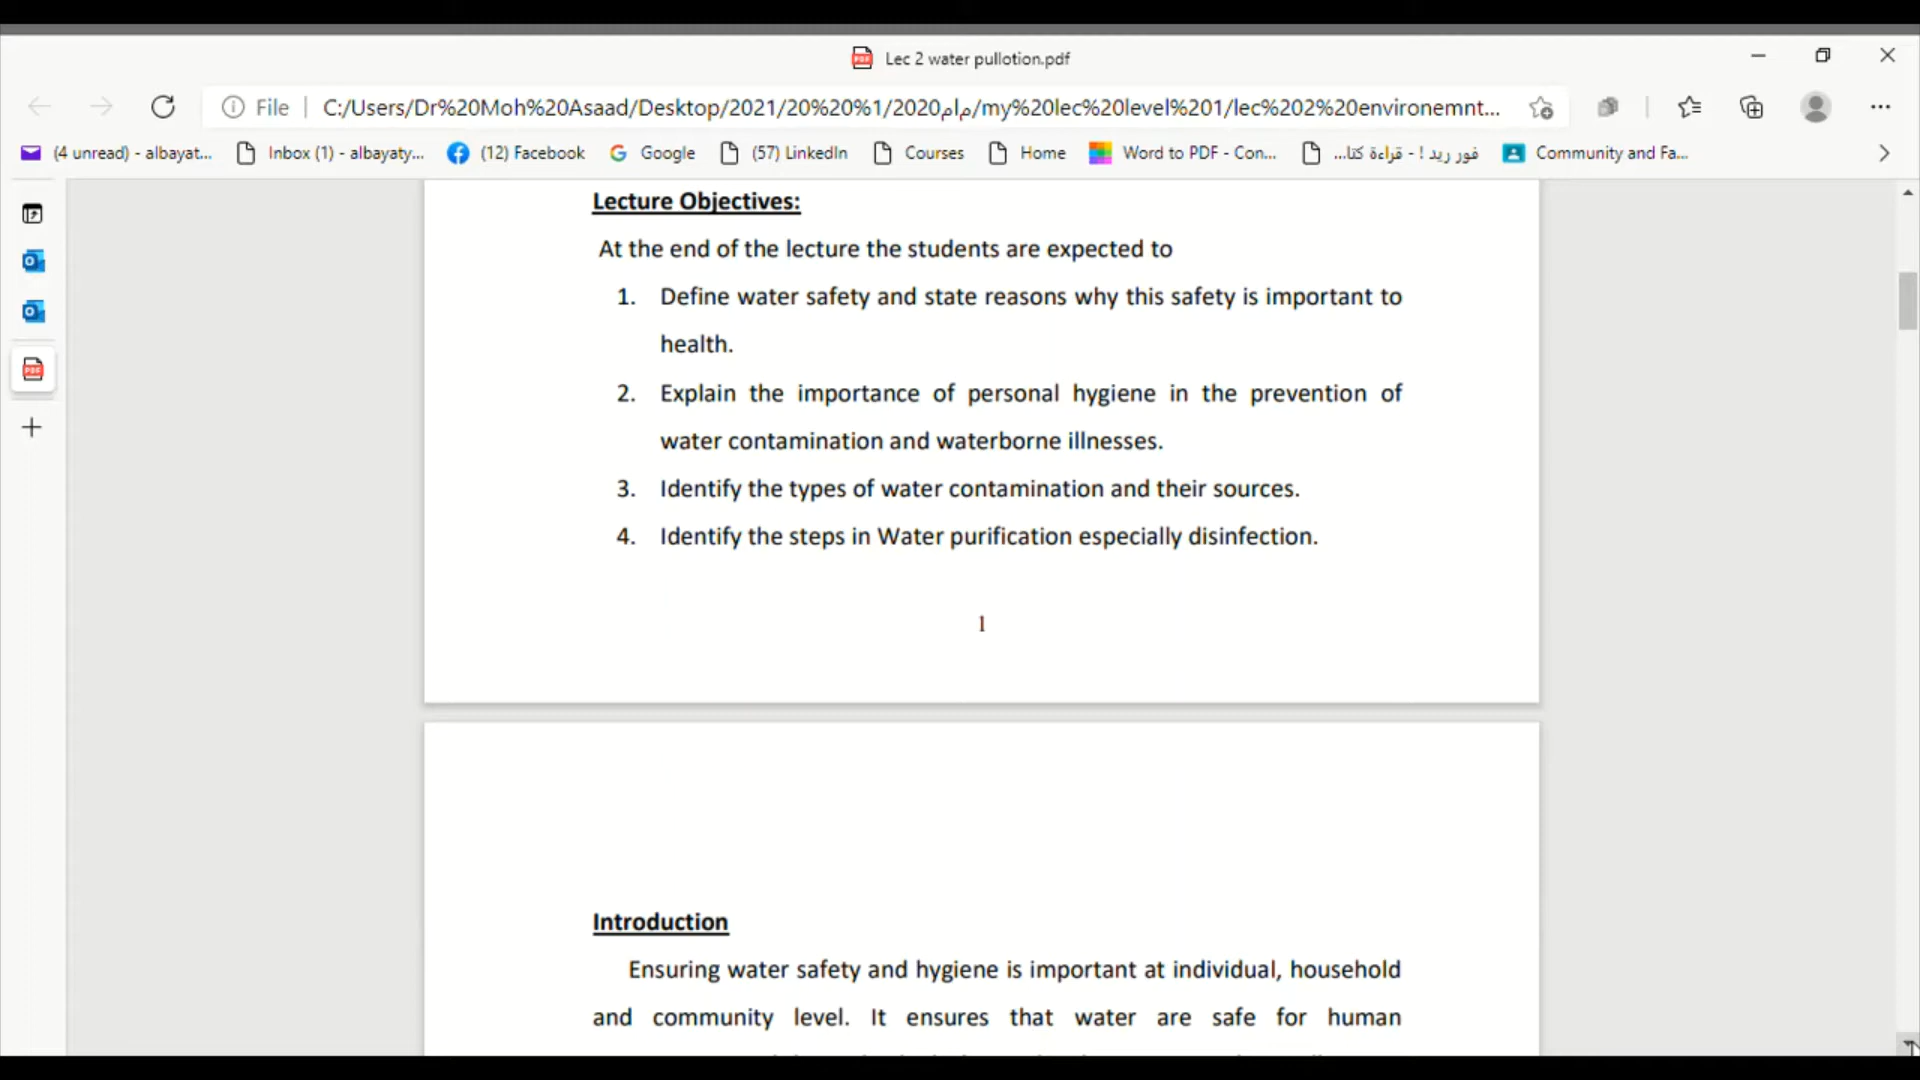 Lec 2 water pullotion.pdf
File
C:/Users/Dr%20Moh%20Asaad/Desktop/2021/20%20%1/2020مام/my%20lec%20level%201/lec%202%20environemnt...
(4 unread) - albayat...
Inbox (1) - albayaty...
(12) Facebook
Google
(57) LinkedIn
Courses
Home
Word to PDF - Con...
فور ريد ! - قراءة كتا...
Community and Fa...
Lecture Objectives:
At the end of the lecture the students are expected to
1. Define water safety and state reasons why this safety is important to
health.
2. Explain the importance of personal hygiene in the prevention of
water contamination and waterborne illnesses.
3. Identify the types of water contamination and their sources.
4. Identify the steps in Water purification especially disinfection.
1
Introduction
Ensuring water safety and hygiene is important at individual, household
and community level. It ensures that water are safe for human